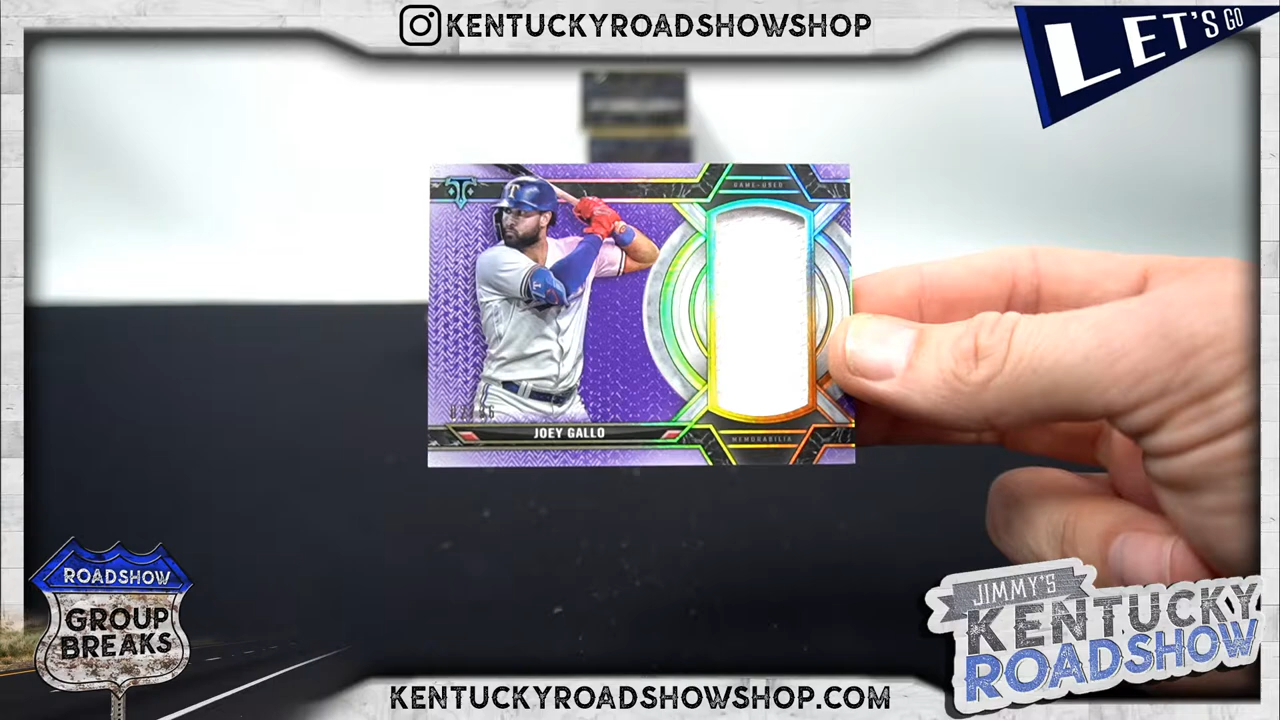 KENTUCKYROADSHOWSHOP
LET'S GO
GAME-USED
T
JOEY GALLO
MEMORABILIA
ROADSHOW
GROUP
BREAKS
JIMMY'S
KENTUCKY
ROADSHOW
KENTUCKYROADSHOWSHOP.COM